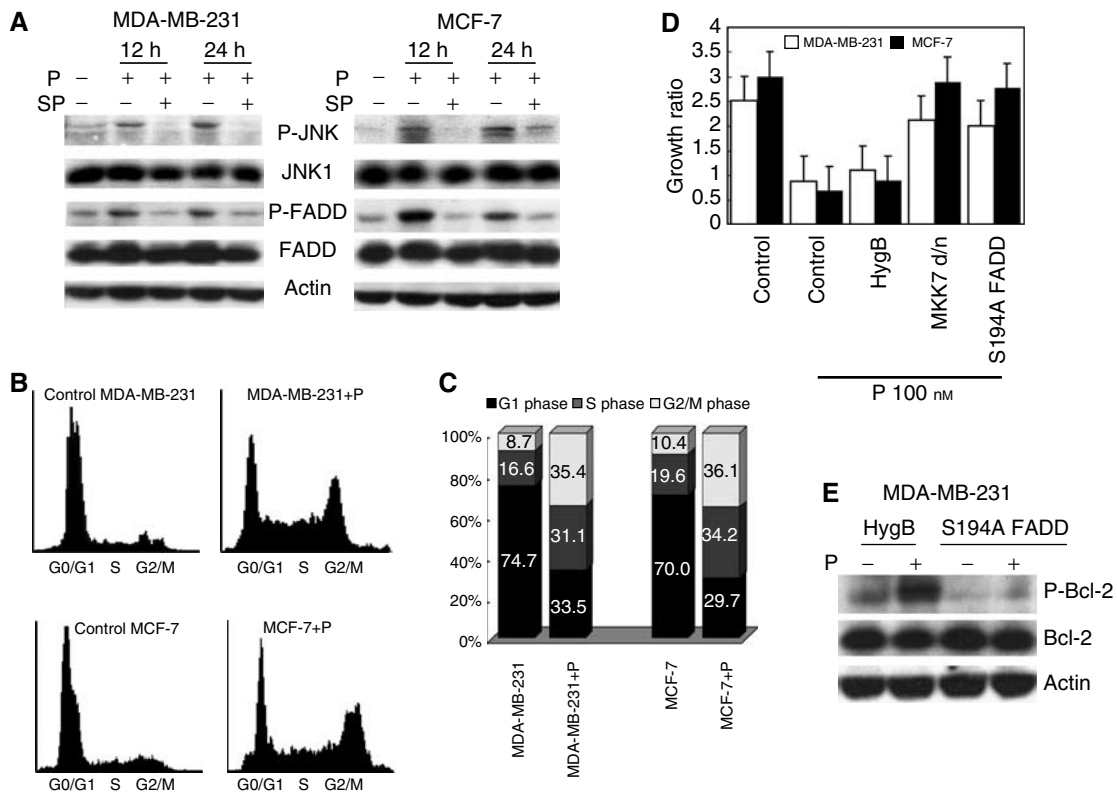 A
MDA-MB-231
MCF-7
12 h 24 h
12 h 24 h
P – + + + +
– + + + +
SP – – + – +
– – + – +
P-JNK
JNK1
P-FADD
FADD
Actin
B
Control MDA-MB-231
MDA-MB-231+P
G0/G1 S G2/M
G0/G1 S G2/M
Control MCF-7
MCF-7+P
G0/G1 S G2/M
G0/G1 S G2/M
C
G1 phase S phase G2/M phase
100%
80%
60%
40%
20%
0%
8.7
16.6
74.7
35.4
31.1
33.5
10.4
19.6
70.0
36.1
34.2
29.7
MDA-MB-231
MDA-MB-231+P
MCF-7
MCF-7+P
D
MDA-MB-231 MCF-7
Growth ratio
4
3.5
3
2.5
2
1.5
1
0.5
0
Control
Control
HygB
MKK7 d/n
S194A FADD
P 100 nM
E
MDA-MB-231
HygB S194A FADD
P – + – +
P-Bcl-2
Bcl-2
Actin